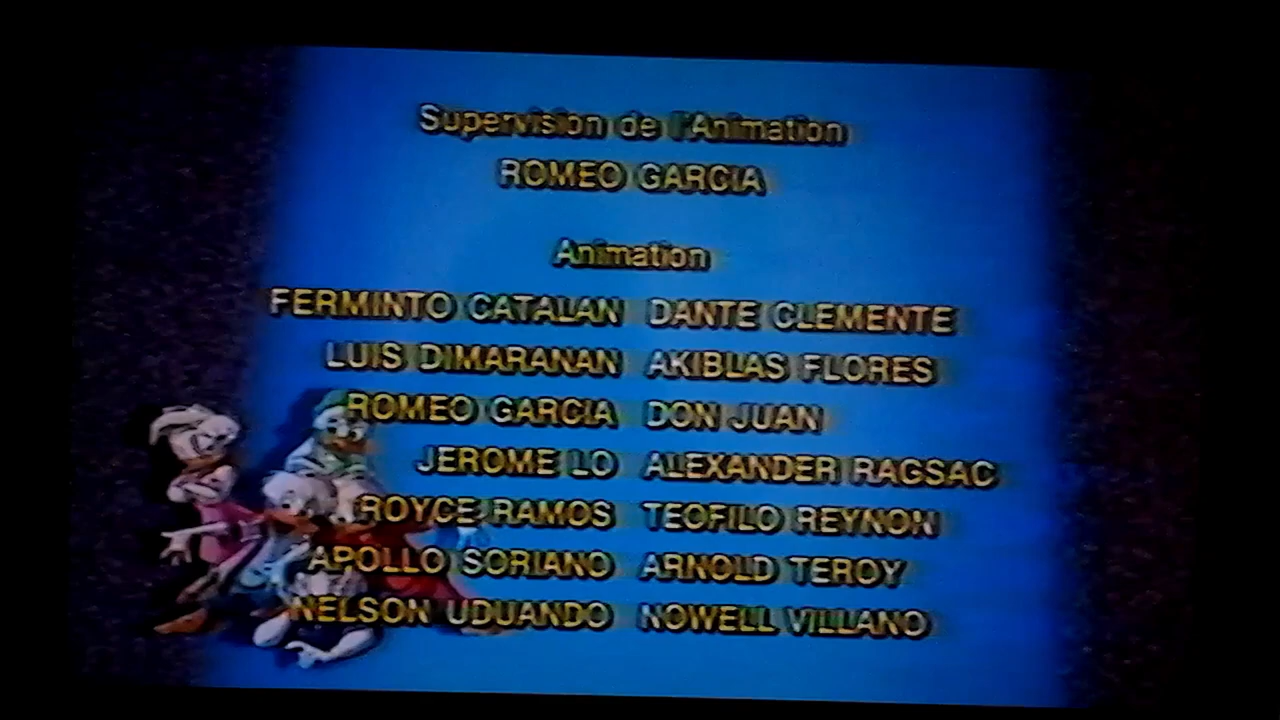 Supervision de l'Animation
ROMEO GARCIA
Animation
FERMINTO CATALAN DANTE CLEMENTE
LUIS DIMARANAN AKIBLAS FLORES
ROMEO GARCIA DON JUAN
JEROME LO ALEXANDER RAGSAC
ROYCE RAMOS TEOFILO REYNON
APOLLO SORIANO ARNOLD TEROY
NELSON UDUANDO NOWELL VILLANO